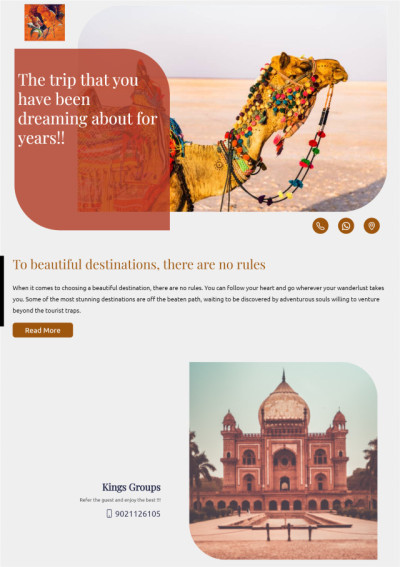 The trip that you
have been
dreaming about for
years!!
To beautiful destinations, there are no rules
When it comes to choosing a beautiful destination, there are no rules. You can follow your heart and go wherever your wanderlust takes
you. Some of the most stunning destinations are off the beaten path, waiting to be discovered by adventurous souls willing to venture
beyond the tourist traps.
Read More
Kings Groups
Refer the guest and enjoy the best !!!
9021126105